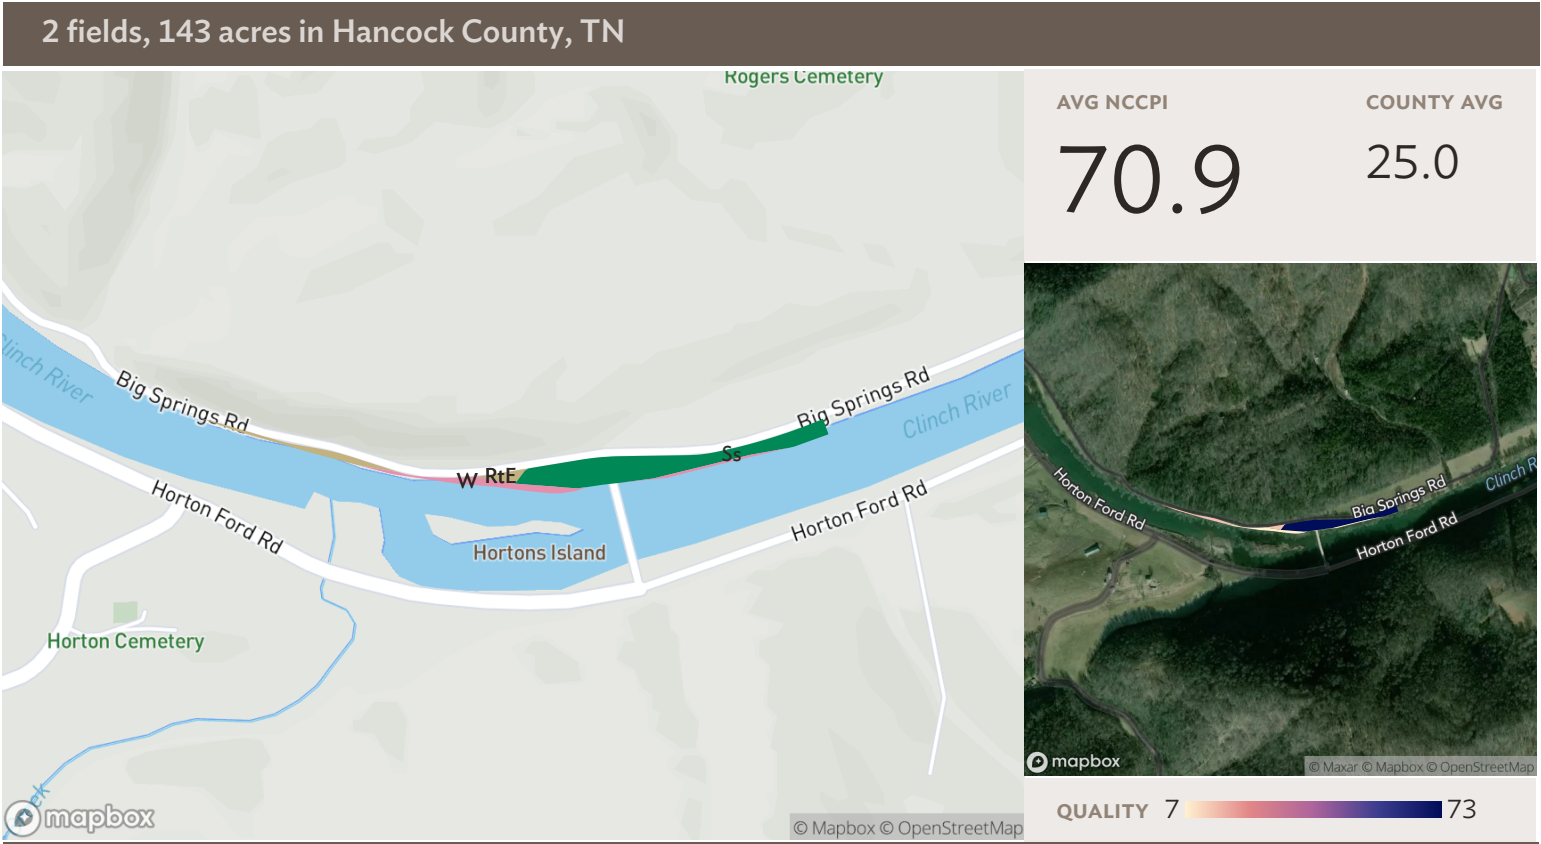 2 fields, 143 acres in Hancock County, TN
Rogers Cemetery
AVG NCCPI
COUNTY AVG
70.9
25.0
Clinch River
Big Springs Rd
Big Springs Rd
Clinch River
Ss
W
RtE
Horton Ford Rd
Horton Ford Rd
Hortons Island
Horton Cemetery
mapbox
© Mapbox © OpenStreetMap
Clinch R
Big Springs Rd
Horton Ford Rd
Horton Ford Rd
mapbox
© Maxar © Mapbox © OpenStreetMap
QUALITY 7 73